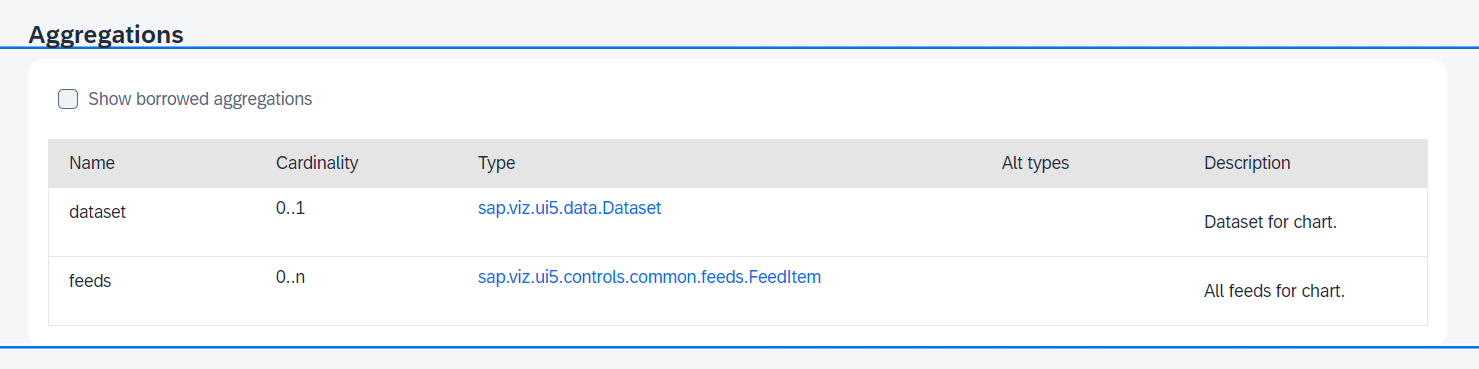 Aggregations
Show borrowed aggregations
Name Cardinality Type Alt types Description
dataset 0..1 sap.viz.ui5.data.Dataset Dataset for chart.
feeds 0..n sap.viz.ui5.controls.common.feeds.FeedItem All feeds for chart.